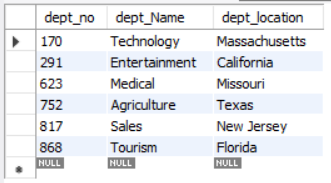 dept_no dept_Name dept_location
170 Technology Massachusetts
291 Entertainment California
623 Medical Missouri
752 Agriculture Texas
817 Sales New Jersey
868 Tourism Florida
NULL NULL NULL